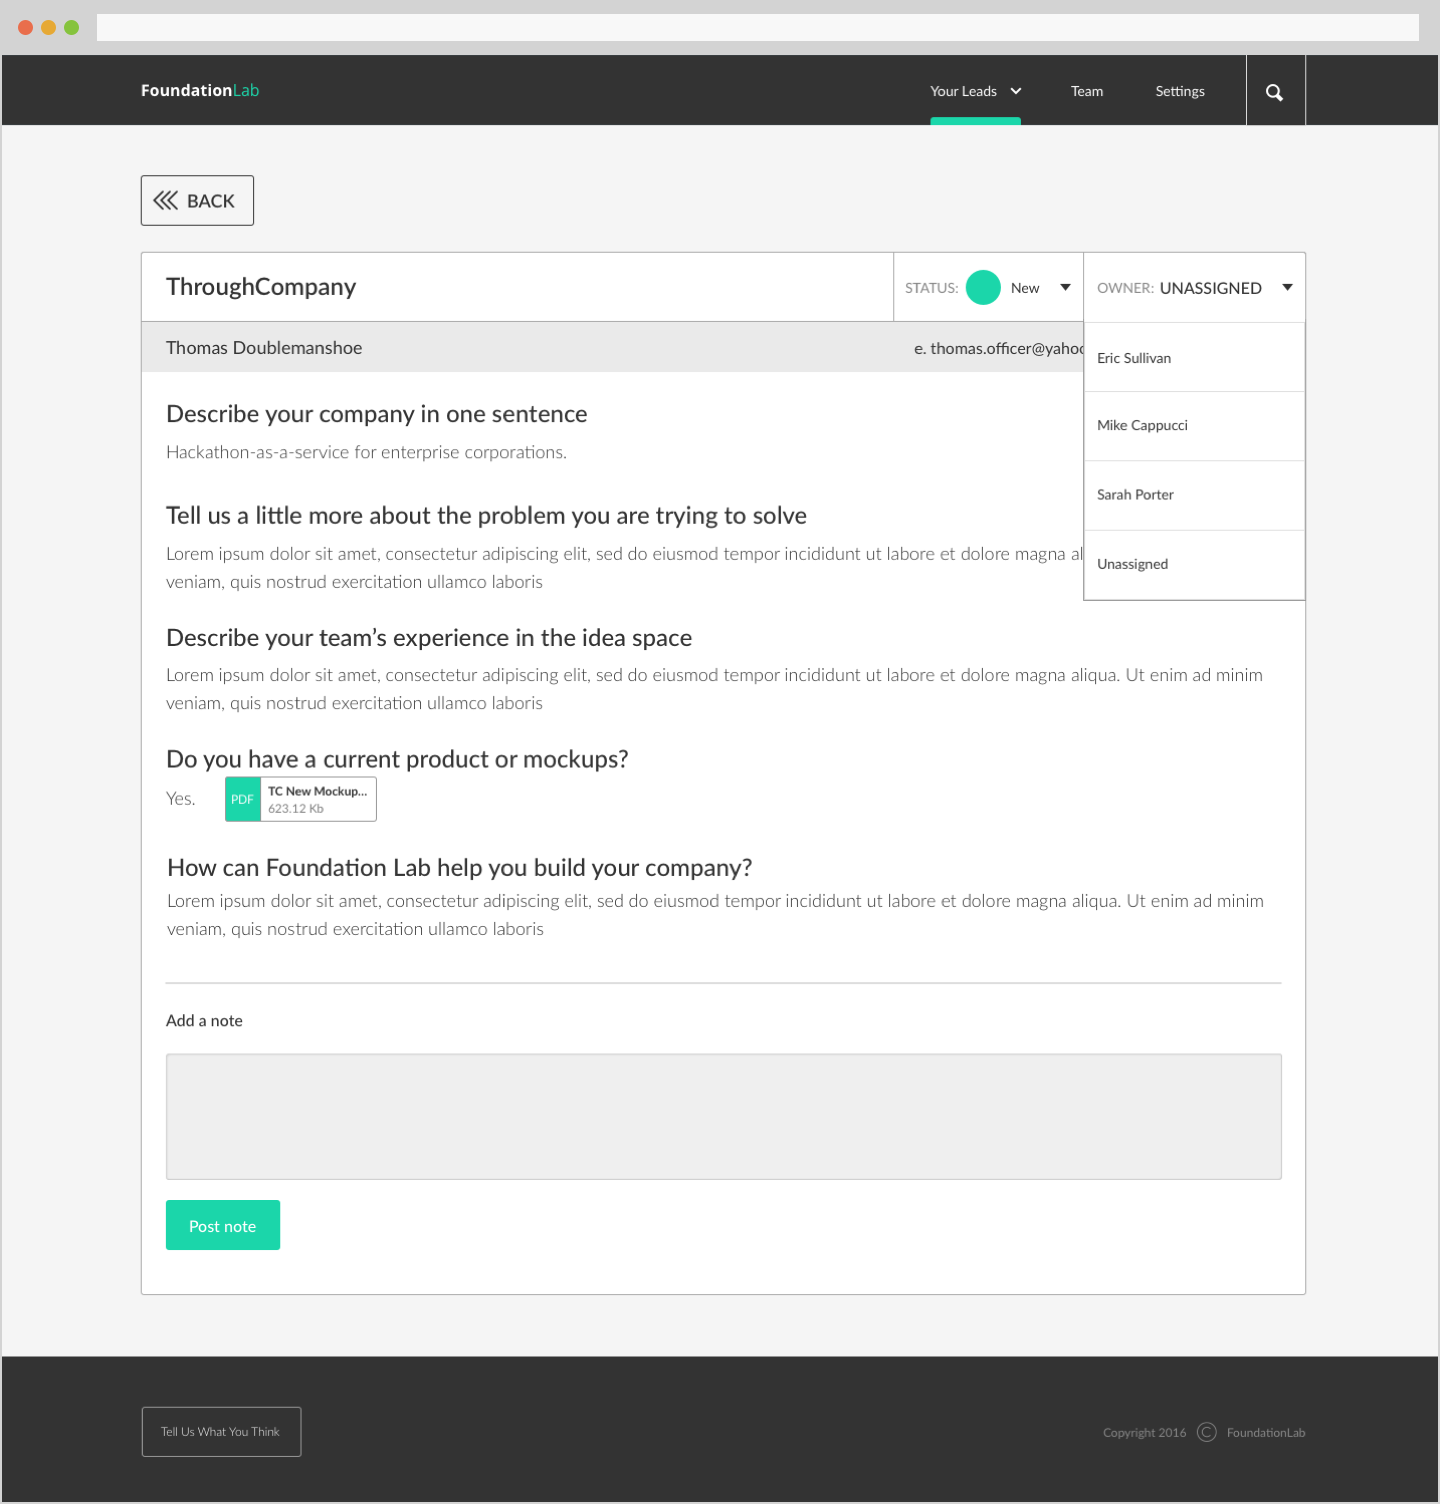 FoundationLab
Your Leads
Team
Settings
BACK
ThroughCompany
STATUS:
New
OWNER: UNASSIGNED
Thomas Doublemanshoe
e. thomas.officer@yahoo
Eric Sullivan
Mike Cappucci
Sarah Porter
Unassigned
Describe your company in one sentence
Hackathon-as-a-service for enterprise corporations.
Tell us a little more about the problem you are trying to solve
Lorem ipsum dolor sit amet, consectetur adipiscing elit, sed do eiusmod tempor incididunt ut labore et dolore magna al
veniam, quis nostrud exercitation ullamco laboris
Describe your team’s experience in the idea space
Lorem ipsum dolor sit amet, consectetur adipiscing elit, sed do eiusmod tempor incididunt ut labore et dolore magna aliqua. Ut enim ad minim
veniam, quis nostrud exercitation ullamco laboris
Do you have a current product or mockups?
Yes.
PDF
TC New Mockup...
623.12 Kb
How can Foundation Lab help you build your company?
Lorem ipsum dolor sit amet, consectetur adipiscing elit, sed do eiusmod tempor incididunt ut labore et dolore magna aliqua. Ut enim ad minim
veniam, quis nostrud exercitation ullamco laboris
Add a note
Post note
Tell Us What You Think
Copyright 2016 © FoundationLab